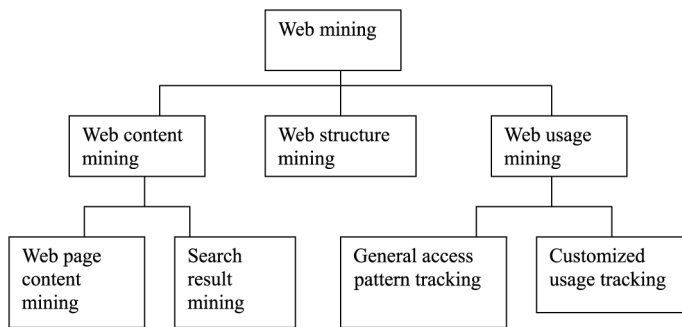 Web mining
Web content
mining
Web structure
mining
Web usage
mining
Web page
content
mining
Search
result
mining
General access
pattern tracking
Customized
usage tracking